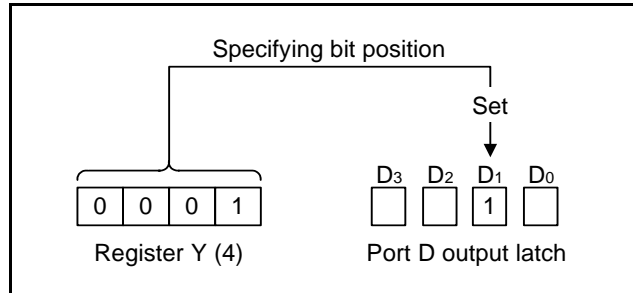 Specifying bit position
Set
D3 D2 D1 D0
0 0 0 1 1
Register Y (4) Port D output latch